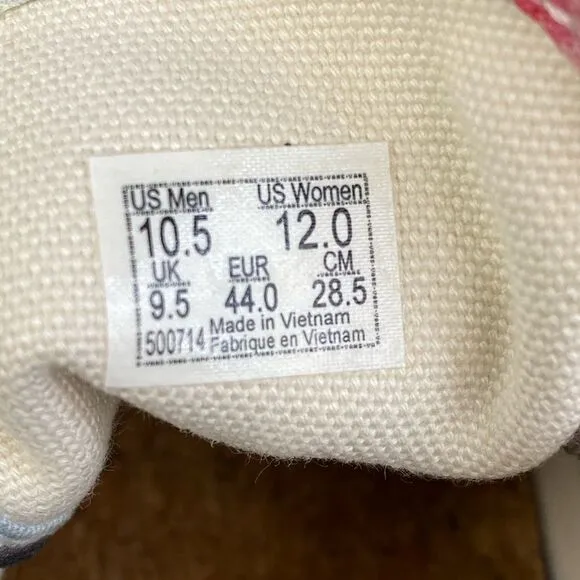 US Men US Women
10.5 12.0
UK EUR CM
9.5 44.0 28.5
500714 Made in Vietnam
Fabrique en Vietnam